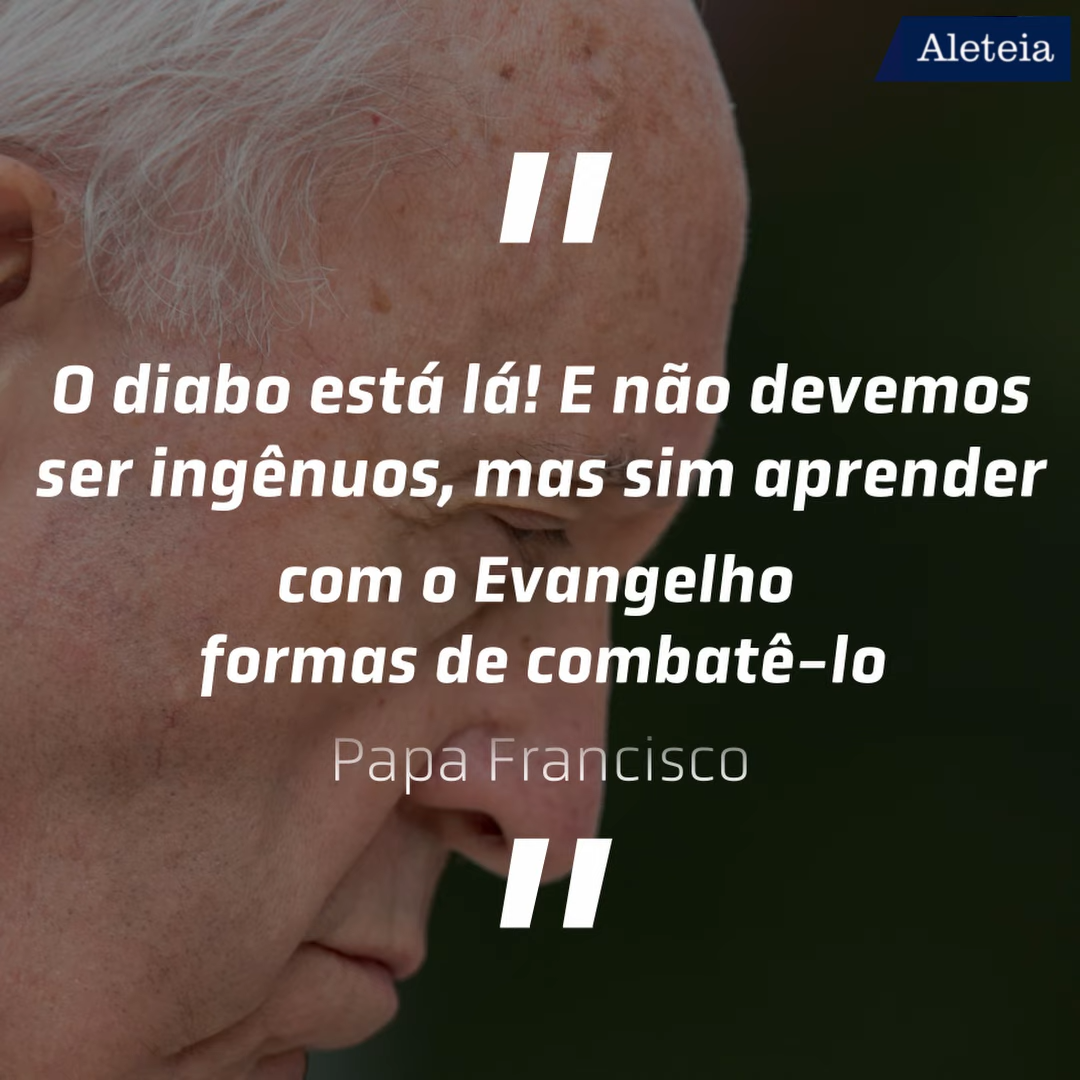 Aleteia
"
O diabo está lá! E não devemos
ser ingênuos, mas sim aprender
com o Evangelho
formas de combatê-lo
Papa Francisco
"